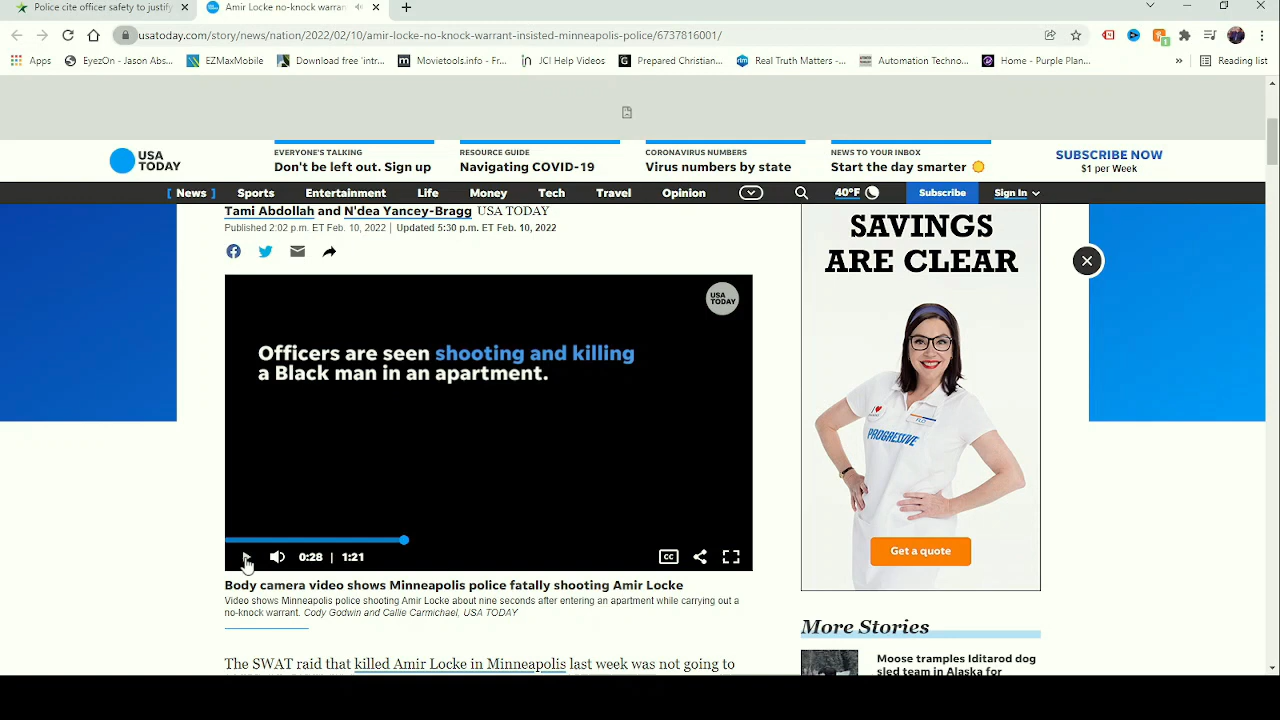 Police cite officer safety to justify
Amir Locke no-knock warran
usatoday.com/story/news/nation/2022/02/10/amir-locke-no-knock-warrant-insisted-minneapolis-police/6737816001/
Apps
EyezOn - Jason Abs...
EZMaxMobile
Download free 'intr...
Movietools.info - Fr...
JCI Help Videos
Prepared Christian...
Real Truth Matters -...
Automation Techno...
Home - Purple Plan...
Reading list
USA
TODAY
EVERYONE'S TALKING
Don't be left out. Sign up
RESOURCE GUIDE
Navigating COVID-19
CORONAVIRUS NUMBERS
Virus numbers by state
NEWS TO YOUR INBOX
Start the day smarter
SUBSCRIBE NOW
$1 per Week
[ News ] Sports Entertainment Life Money Tech Travel Opinion 40°F Subscribe Sign In
Tami Abdollah and N'dea Yancey-Bragg USA TODAY
Published 2:02 p.m. ET Feb. 10, 2022 | Updated 5:30 p.m. ET Feb. 10, 2022
USA
TODAY
Officers are seen shooting and killing
a Black man in an apartment.
0:28 | 1:21
CC
Body camera video shows Minneapolis police fatally shooting Amir Locke
Video shows Minneapolis police shooting Amir Locke about nine seconds after entering an apartment while carrying out a
no-knock warrant. Cody Godwin and Callie Carmichael, USA TODAY
The SWAT raid that killed Amir Locke in Minneapolis last week was not going to
SAVINGS
ARE CLEAR
PROGRESSIVE
Get a quote
More Stories
Moose tramples Iditarod dog
sled team in Alaska for